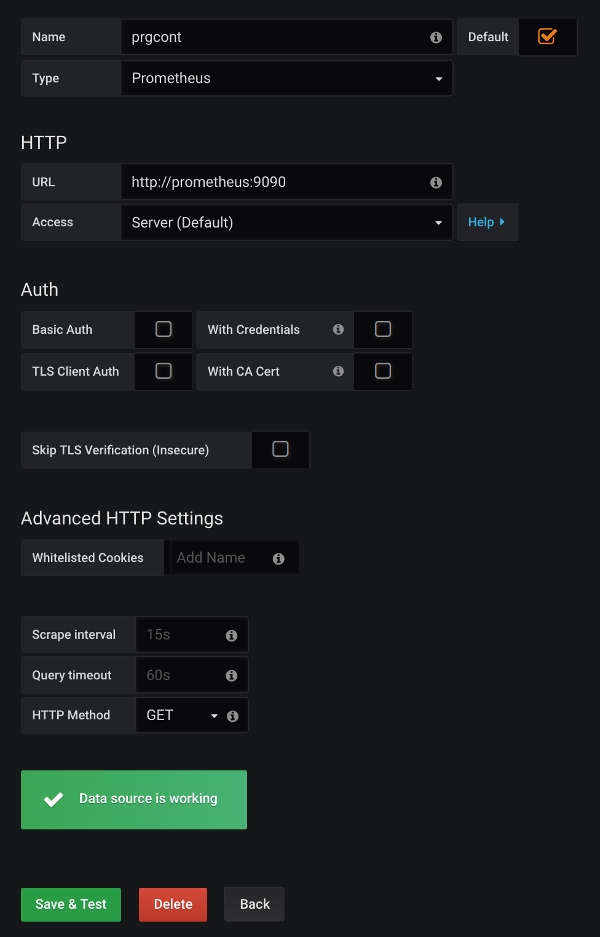 Name prgcont Default
Type Prometheus
HTTP
URL http://prometheus:9090
Access Server (Default) Help
Auth
Basic Auth With Credentials
TLS Client Auth With CA Cert
Skip TLS Verification (Insecure)
Advanced HTTP Settings
Whitelisted Cookies Add Name
Scrape interval 15s
Query timeout 60s
HTTP Method GET
Data source is working
Save & Test Delete Back